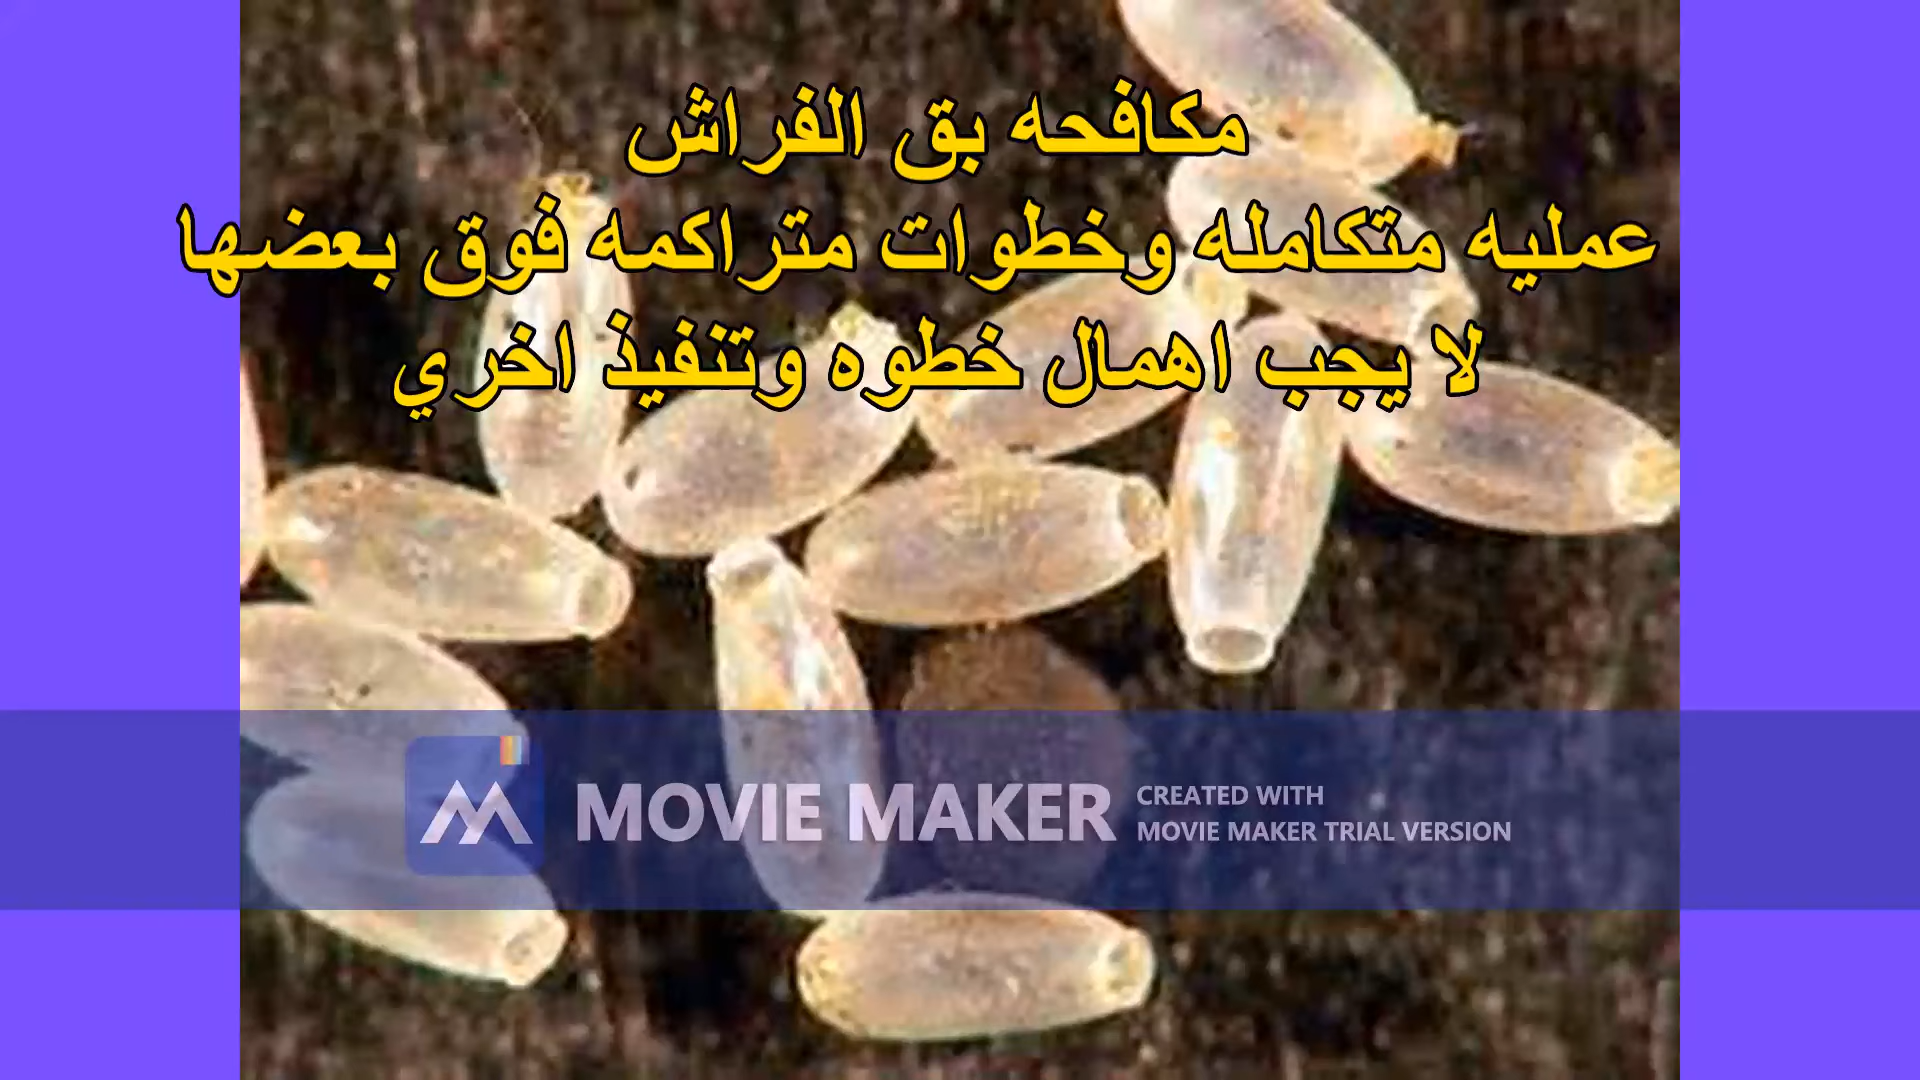 مكافحه بق الفراش
عمليه متكامله وخطوات متراكمه فوق بعضها
لا يجب اهمال خطوه وتنفيذ اخري
MOVIE MAKER
CREATED WITH
MOVIE MAKER TRIAL VERSION